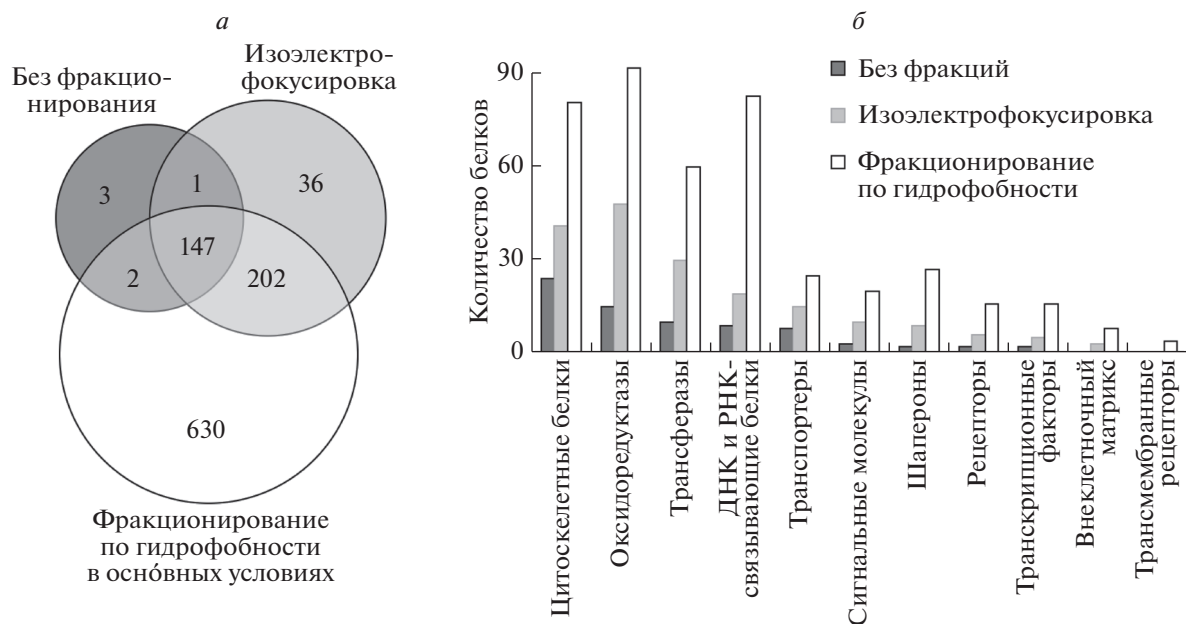 а
Без фракцио-
нирования
Изоэлектро-
фокусировка
3
1
36
147
2
202
630
Фракционирование
по гидрофобности
в осно́вных условиях
б
Количество белков
90
60
30
0
Без фракций
Изоэлектрофокусировка
Фракционирование
по гидрофобности
Цитоскелетные белки
Оксидоредуктазы
Трансферазы
ДНК и РНК-
связывающие белки
Транспортеры
Сигнальные молекулы
Шапероны
Рецепторы
Транскрипционные
факторы
Внеклеточный
матрикс
Трансмембранные
рецепторы